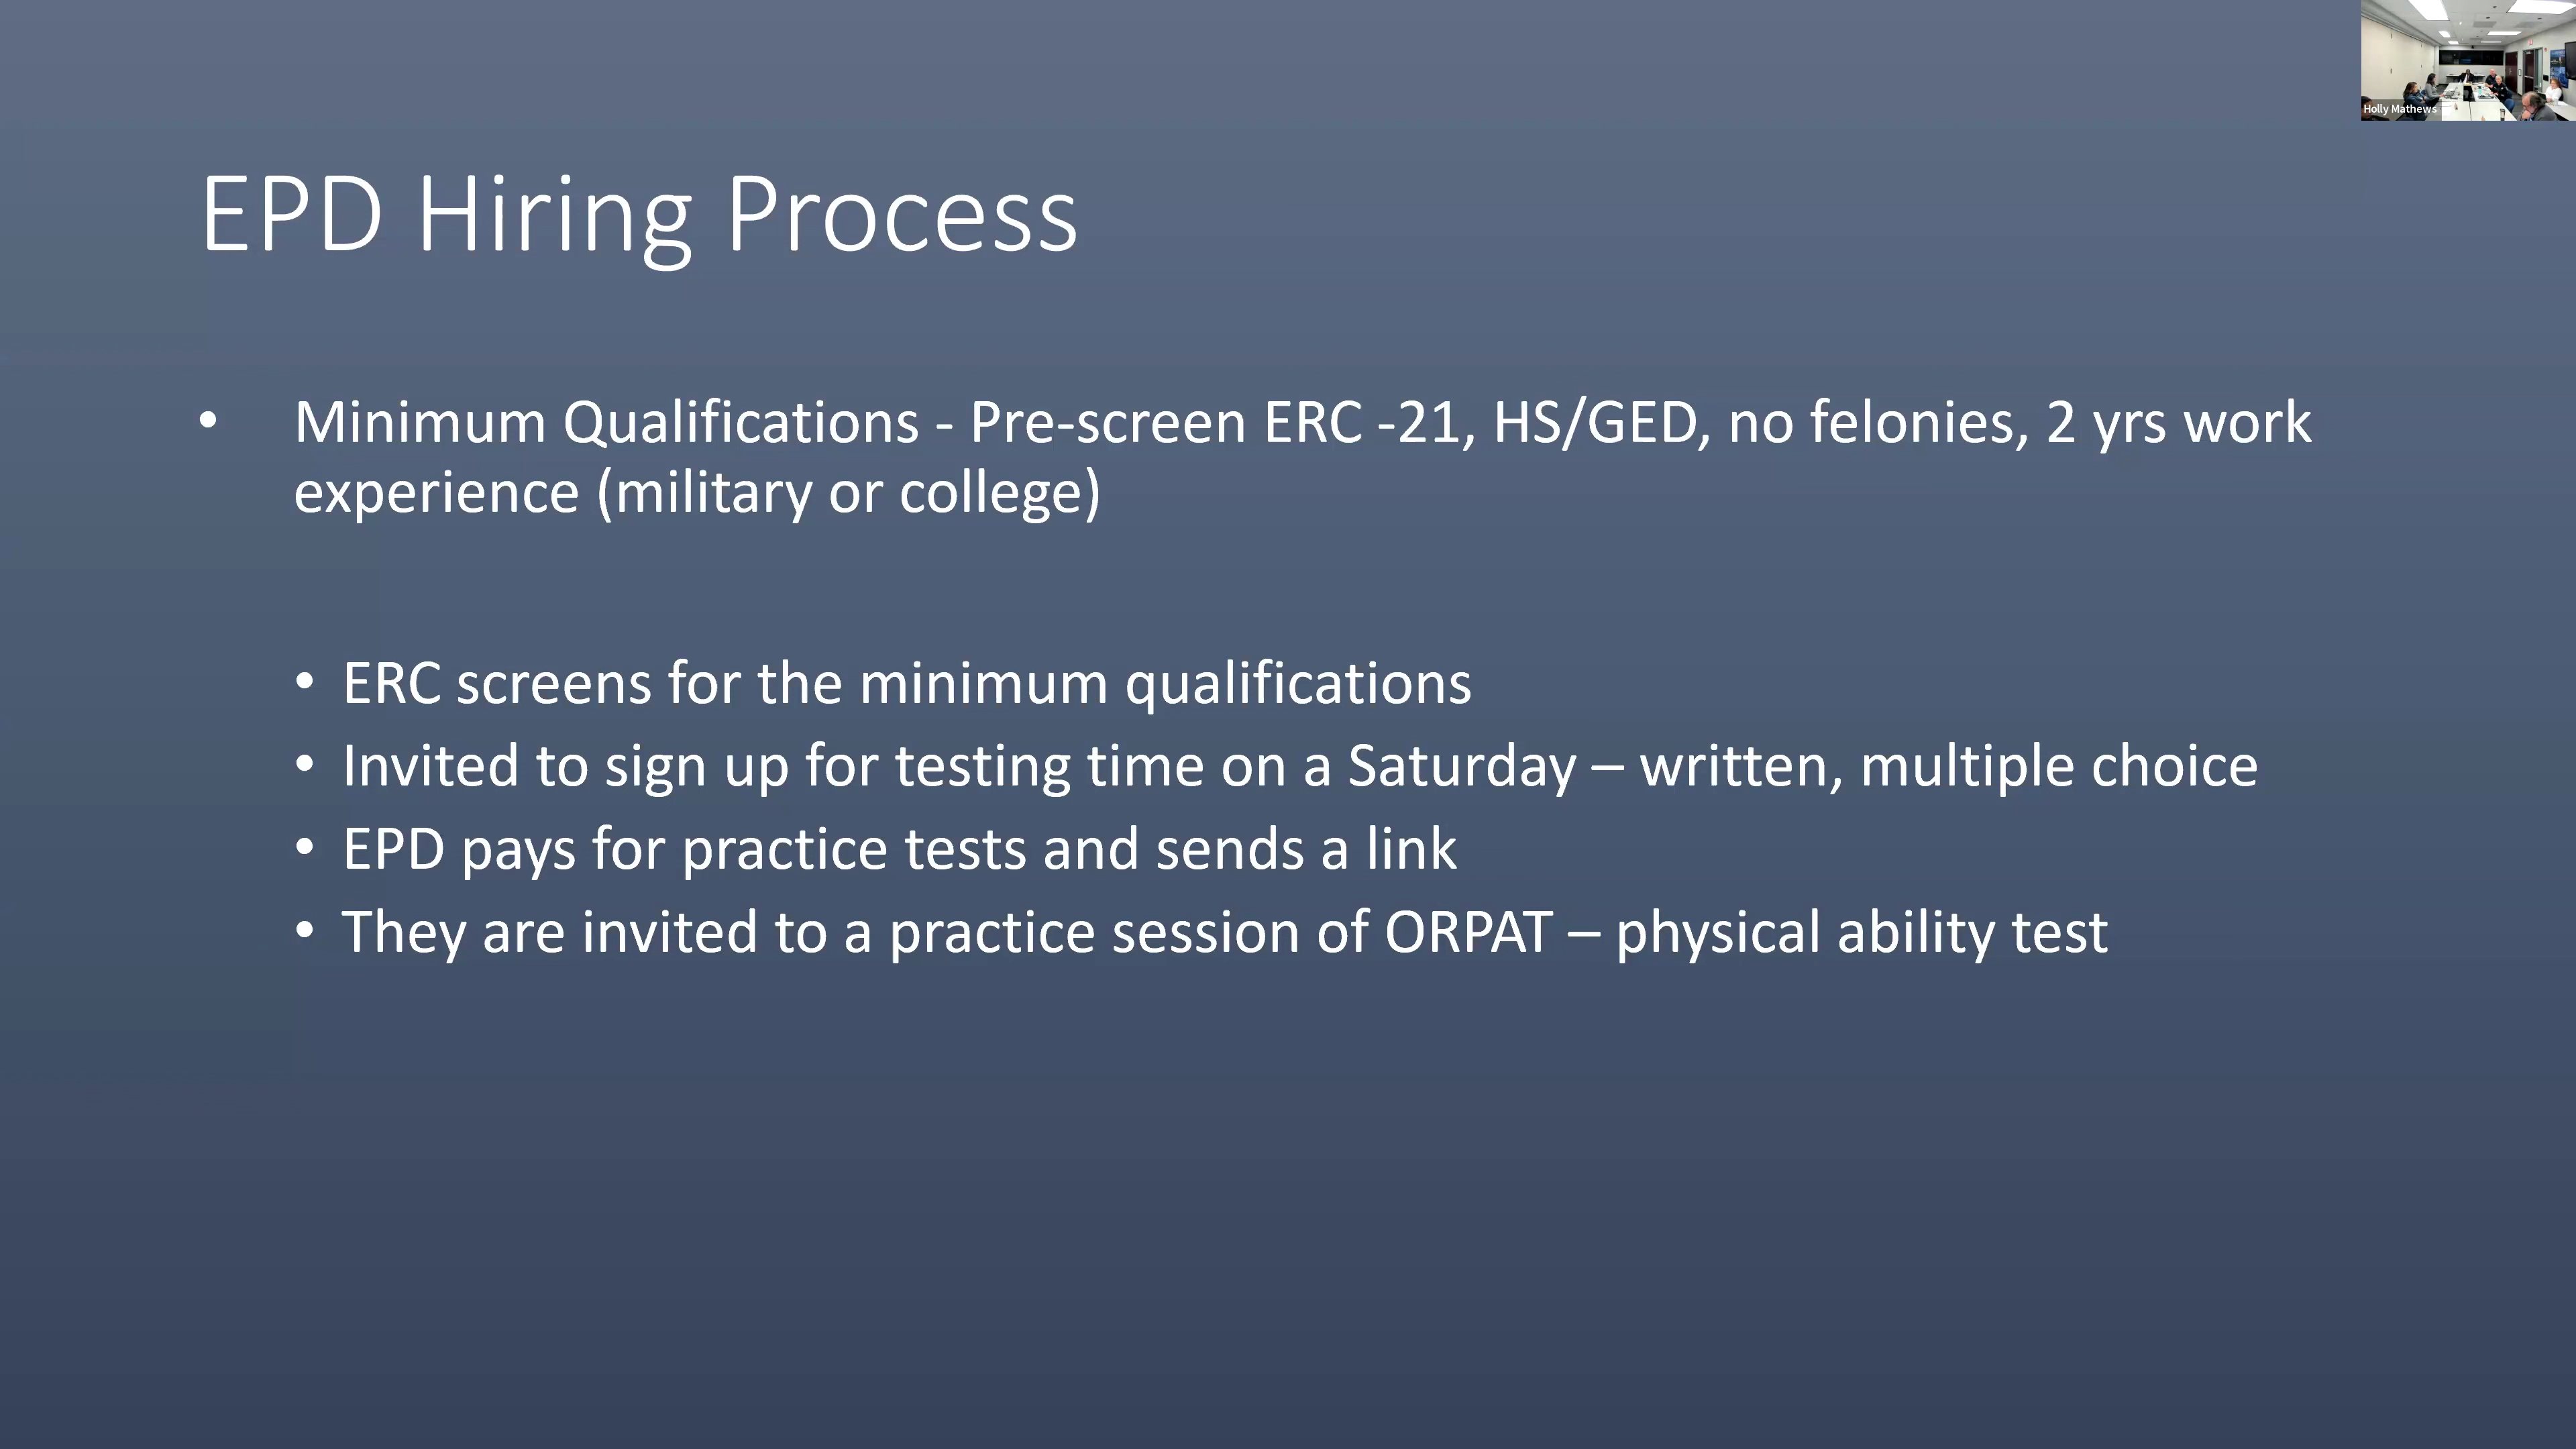 Holly Mathews
EPD Hiring Process
• Minimum Qualifications - Pre-screen ERC -21, HS/GED, no felonies, 2 yrs work
experience (military or college)
• ERC screens for the minimum qualifications
• Invited to sign up for testing time on a Saturday – written, multiple choice
• EPD pays for practice tests and sends a link
• They are invited to a practice session of ORPAT – physical ability test